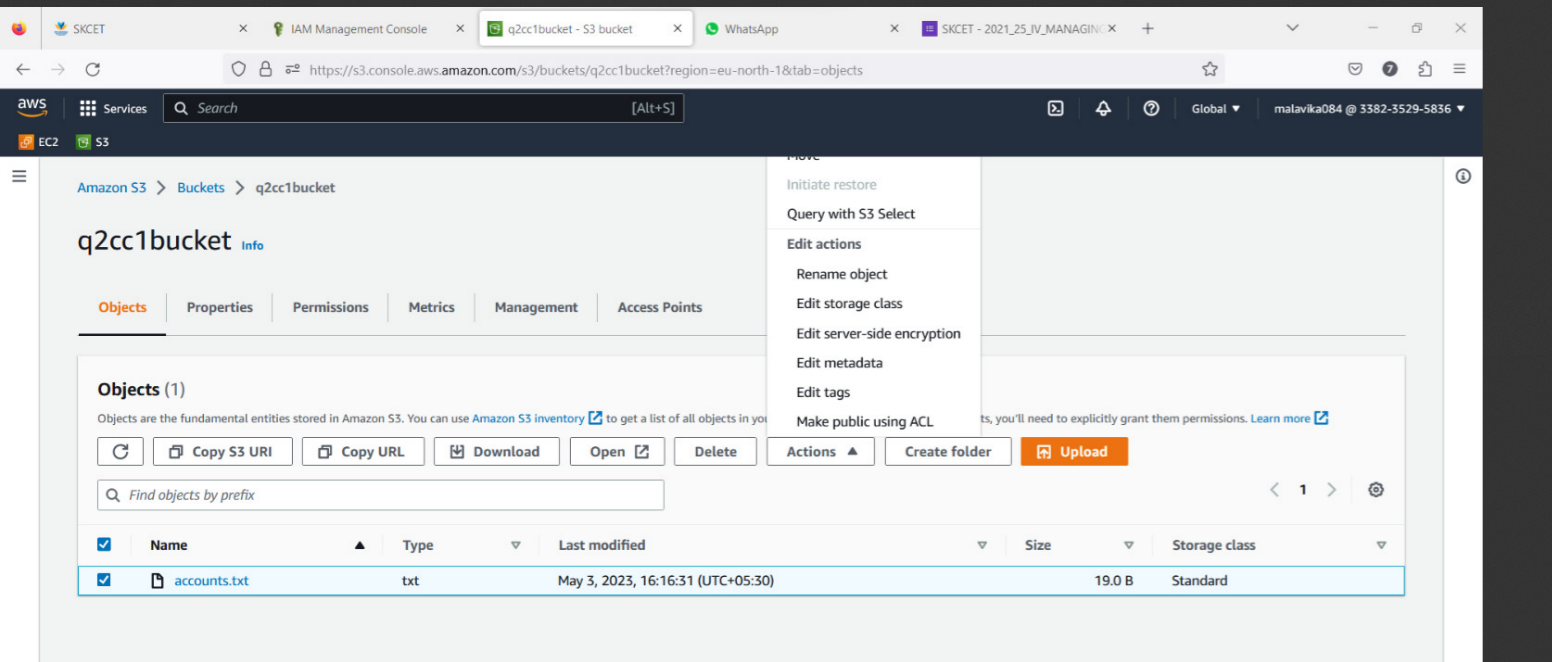 SKCET
IAM Management Console
q2cc1bucket - S3 bucket
WhatsApp
SKCET - 2021_25_IV_MANAGING
https://s3.console.aws.amazon.com/s3/buckets/q2cc1bucket?region=eu-north-1&tab=objects
7
aws Services Search [Alt+S] Global malavika084 @ 3382-3529-5836
EC2 S3
Amazon S3 > Buckets > q2cc1bucket
q2cc1bucket Info
Objects Properties Permissions Metrics Management Access Points
Move
Initiate restore
Query with S3 Select
Edit actions
Rename object
Edit storage class
Edit server-side encryption
Edit metadata
Edit tags
Make public using ACL
Objects (1)
Objects are the fundamental entities stored in Amazon S3. You can use Amazon S3 inventory to get a list of all objects in you ts, you'll need to explicitly grant them permissions. Learn more
Copy S3 URI Copy URL Download Open Delete Actions Create folder Upload
Find objects by prefix
1
Name Type Last modified Size Storage class
accounts.txt txt May 3, 2023, 16:16:31 (UTC+05:30) 19.0 B Standard